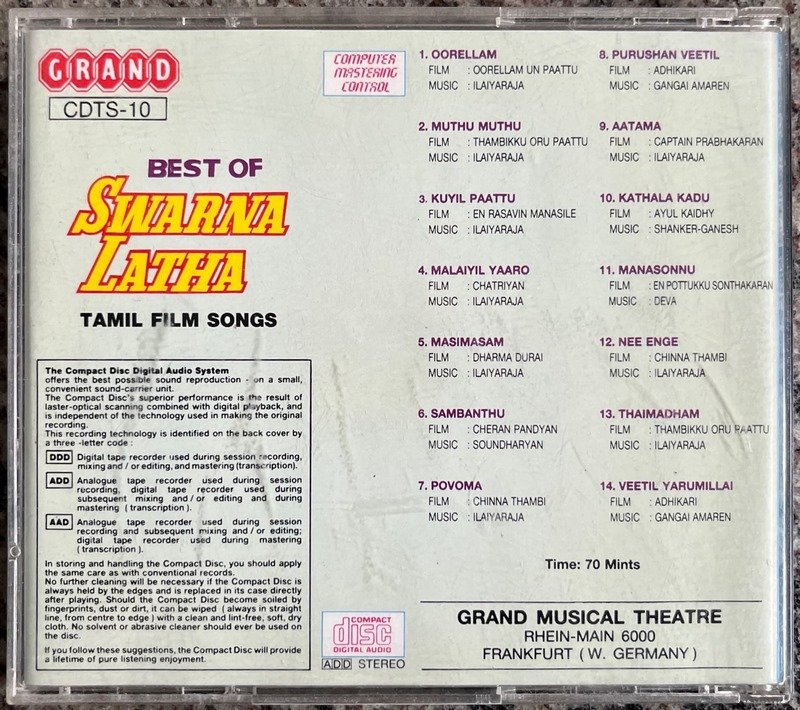 GRAND
CDTS-10
BEST OF
SWARNA
LATHA
TAMIL FILM SONGS
COMPUTER
MASTERING
CONTROL
The Compact Disc Digital Audio System
offers the best possible sound reproduction - on a small,
convenient sound-carrier unit.
The Compact Disc's superior performance is the result of
laster-optical scanning combined with digital playback, and
is independent of the technology used in making the original
recording.
This recording technology is identified on the back cover by
a three -letter code :
DDD Digital tape recorder used during session recording,
mixing and / or editing, and mastering (transcription).
ADD Analogue tape recorder used during session
recording, digital tape recorder used during
subsequent mixing and / or editing and during
mastering ( transcription ).
AAD Analogue tape recorder used during session
recording and subsequent mixing and / or editing;
digital tape recorder used during mastering
( transcription ).
In storing and handling the Compact Disc, you should apply
the same care as with conventional records.
No further cleaning will be necessary if the Compact Disc is
always held by the edges and is replaced in its case directly
after playing. Should the Compact Disc become soiled by
fingerprints, dust or dirt, it can be wiped ( always in straight
line, from centre to edge ) with a clean and lint-free, soft, dry
cloth. No solvent or abrasive cleaner should ever be used on
the disc.
If you follow these suggestions, the Compact Disc will provide
a lifetime of pure listening enjoyment.
COMPACT
disc
DIGITAL AUDIO
ADD STEREO
1. OORELLAM
FILM : OORELLAM UN PAATTU
MUSIC : ILAIYARAJA
2. MUTHU MUTHU
FILM : THAMBIKKU ORU PAATTU
MUSIC : ILAIYARAJA
3. KUYIL PAATTU
FILM : EN RASAVIN MANASILE
MUSIC : ILAIYARAJA
4. MALAIYIL YAARO
FILM : CHATRIYAN
MUSIC : ILAIYARAJA
5. MASIMASAM
FILM : DHARMA DURAI
MUSIC : ILAIYARAJA
6. SAMBANTHU
FILM : CHERAN PANDYAN
MUSIC : SOUNDHARYAN
7. POVOMA
FILM : CHINNA THAMBI
MUSIC : ILAIYARAJA
8. PURUSHAN VEETIL
FILM : ADHIKARI
MUSIC : GANGAI AMAREN
9. AATAMA
FILM : CAPTAIN PRABHAKARAN
MUSIC : ILAIYARAJA
10. KATHALA KADU
FILM : AYUL KAIDHY
MUSIC : SHANKER-GANESH
11. MANASONNU
FILM : EN POTTUKKU SONTHAKARAN
MUSIC : DEVA
12. NEE ENGE
FILM : CHINNA THAMBI
MUSIC : ILAIYARAJA
13. THAIMADHAM
FILM : THAMBIKKU ORU PAATTU
MUSIC : ILAIYARAJA
14. VEETIL YARUMILLAI
FILM : ADHIKARI
MUSIC : GANGAI AMAREN
Time: 70 Mints
GRAND MUSICAL THEATRE
RHEIN-MAIN 6000
FRANKFURT ( W. GERMANY )